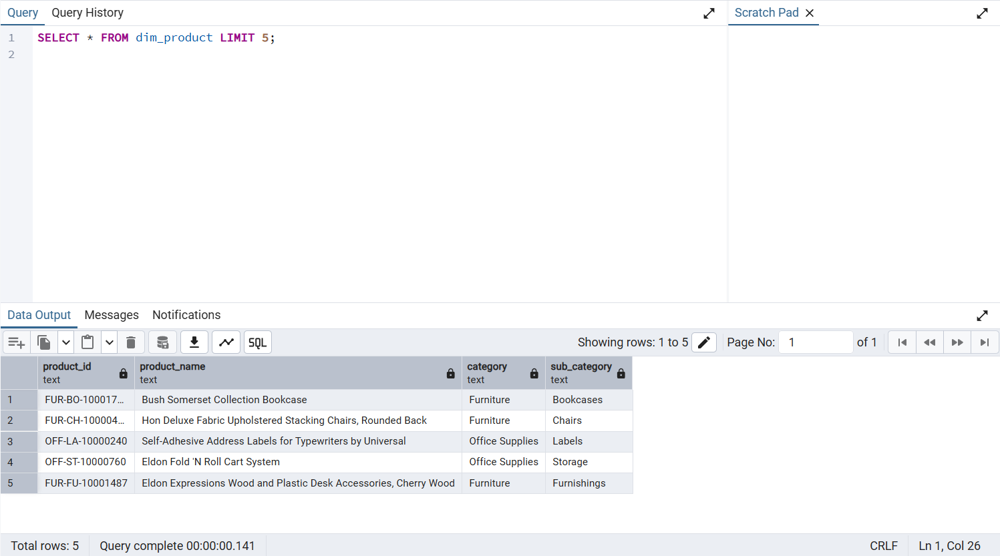 Query Query History Scratch Pad
1 SELECT * FROM dim_product LIMIT 5;
2
Data Output Messages Notifications
SQL Showing rows: 1 to 5 Page No: 1 of 1
product_id product_name category sub_category
text text text text
1 FUR-BO-100017... Bush Somerset Collection Bookcase Furniture Bookcases
2 FUR-CH-100004... Hon Deluxe Fabric Upholstered Stacking Chairs, Rounded Back Furniture Chairs
3 OFF-LA-10000240 Self-Adhesive Address Labels for Typewriters by Universal Office Supplies Labels
4 OFF-ST-10000760 Eldon Fold 'N Roll Cart System Office Supplies Storage
5 FUR-FU-10001487 Eldon Expressions Wood and Plastic Desk Accessories, Cherry Wood Furniture Furnishings
Total rows: 5 Query complete 00:00:00.141 CRLF Ln 1, Col 26